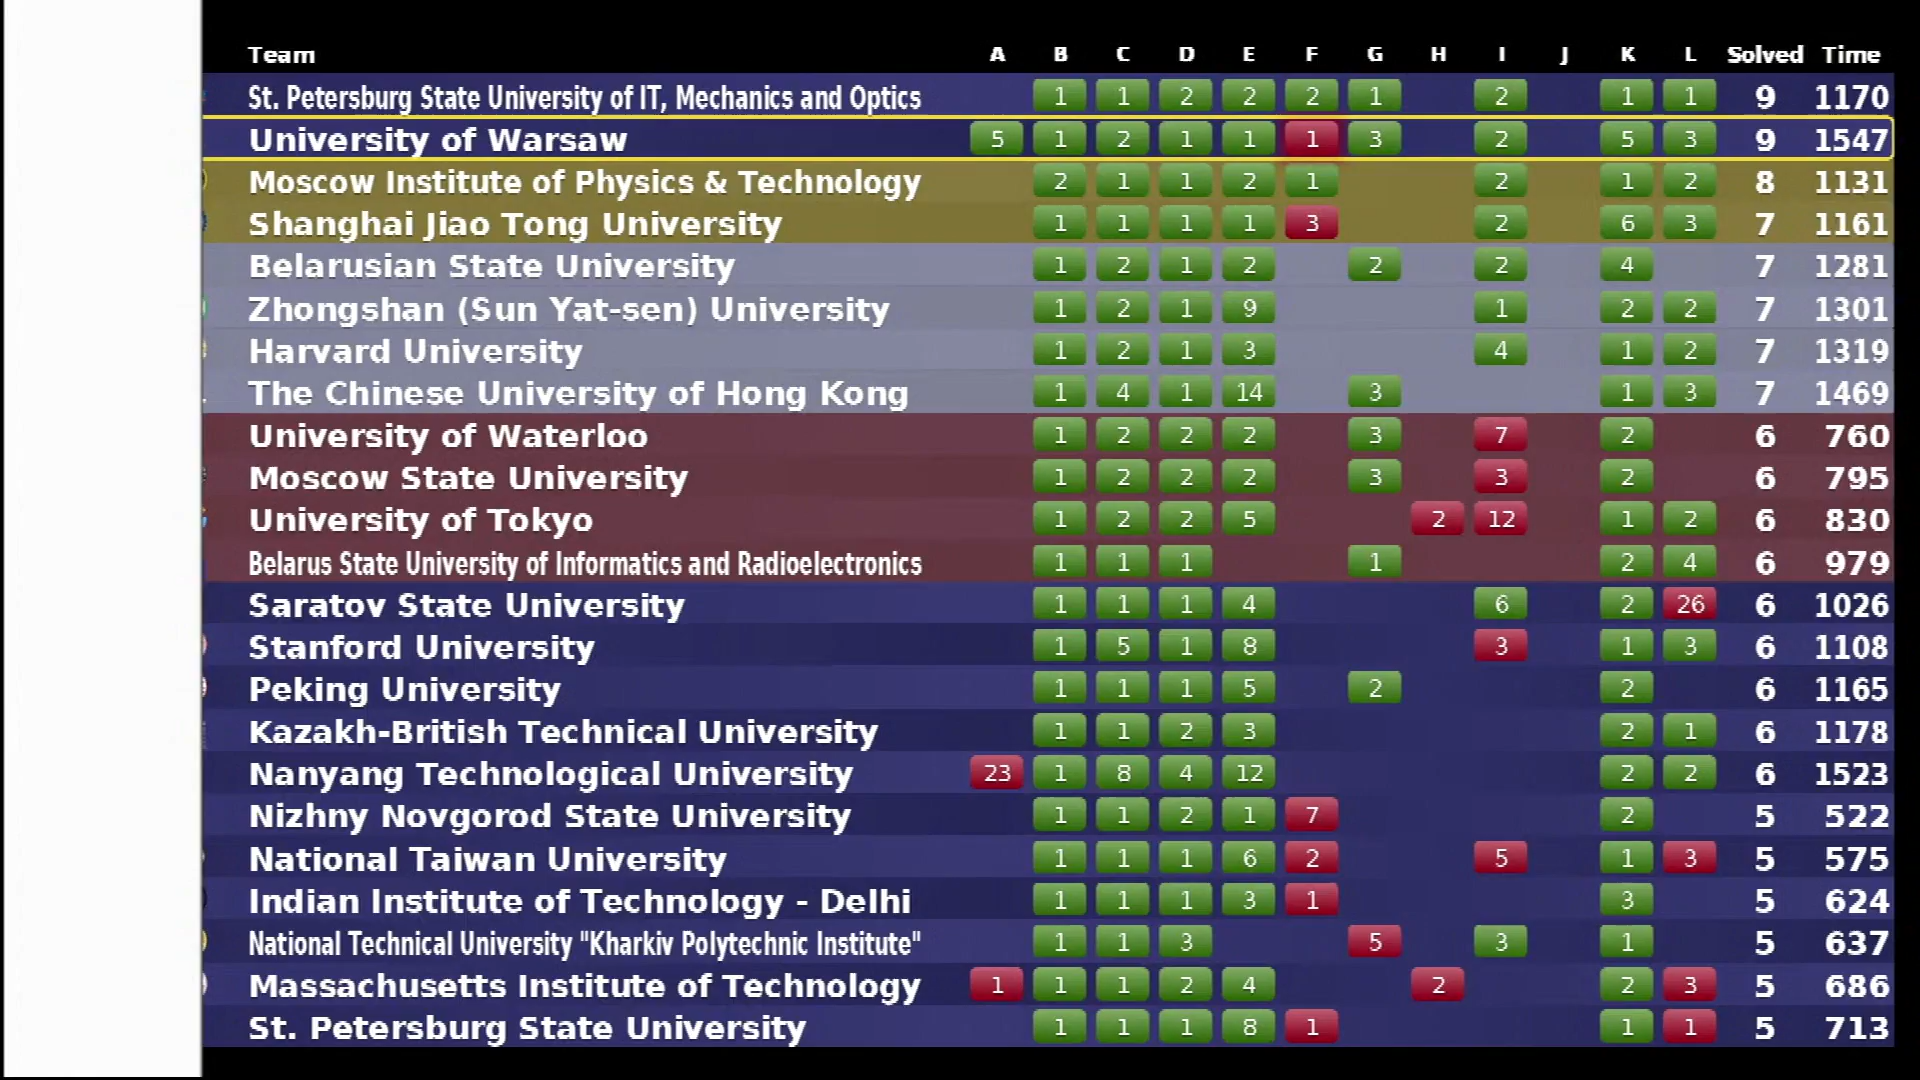 Team A B C D E F G H I J K L Solved Time
St. Petersburg State University of IT, Mechanics and Optics 1 1 2 2 2 1 2 1 1 9 1170
University of Warsaw 5 1 2 1 1 1 3 2 5 3 9 1547
Moscow Institute of Physics & Technology 2 1 1 2 1 2 1 2 8 1131
Shanghai Jiao Tong University 1 1 1 1 3 2 6 3 7 1161
Belarusian State University 1 2 1 2 2 2 4 7 1281
Zhongshan (Sun Yat-sen) University 1 2 1 9 1 2 2 7 1301
Harvard University 1 2 1 3 4 1 2 7 1319
The Chinese University of Hong Kong 1 4 1 14 3 1 3 7 1469
University of Waterloo 1 2 2 2 3 7 2 6 760
Moscow State University 1 2 2 2 3 3 2 6 795
University of Tokyo 1 2 2 5 2 12 1 2 6 830
Belarus State University of Informatics and Radioelectronics 1 1 1 1 2 4 6 979
Saratov State University 1 1 1 4 6 2 26 6 1026
Stanford University 1 5 1 8 3 1 3 6 1108
Peking University 1 1 1 5 2 2 6 1165
Kazakh-British Technical University 1 1 2 3 2 1 6 1178
Nanyang Technological University 23 1 8 4 12 2 2 6 1523
Nizhny Novgorod State University 1 1 2 1 7 2 5 522
National Taiwan University 1 1 1 6 2 5 1 3 5 575
Indian Institute of Technology - Delhi 1 1 1 3 1 3 5 624
National Technical University "Kharkiv Polytechnic Institute" 1 1 3 5 3 1 5 637
Massachusetts Institute of Technology 1 1 1 2 4 2 2 3 5 686
St. Petersburg State University 1 1 1 8 1 1 1 5 713